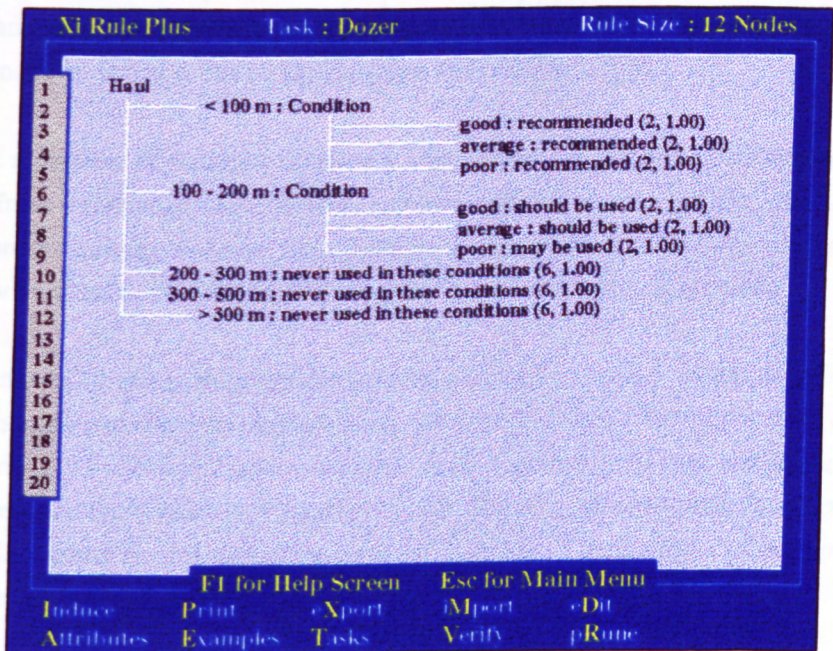 Xi Rule Plus Task : Dozer Rule Size : 12 Nodes
1 Haul
2 < 100 m : Condition
3 good : recommended (2, 1.00)
4 average : recommended (2, 1.00)
5 poor : recommended (2, 1.00)
6 100 - 200 m : Condition
7 good : should be used (2, 1.00)
8 average : should be used (2, 1.00)
9 poor : may be used (2, 1.00)
10 200 - 300 m : never used in these conditions (6, 1.00)
11 300 - 500 m : never used in these conditions (6, 1.00)
12 > 300 m : never used in these conditions (6, 1.00)
13
14
15
16
17
18
19
20
F1 for Help Screen Esc for Main Menu
Induce Print eXport iMport eDit
Attributes Examples Tasks Verify pRune